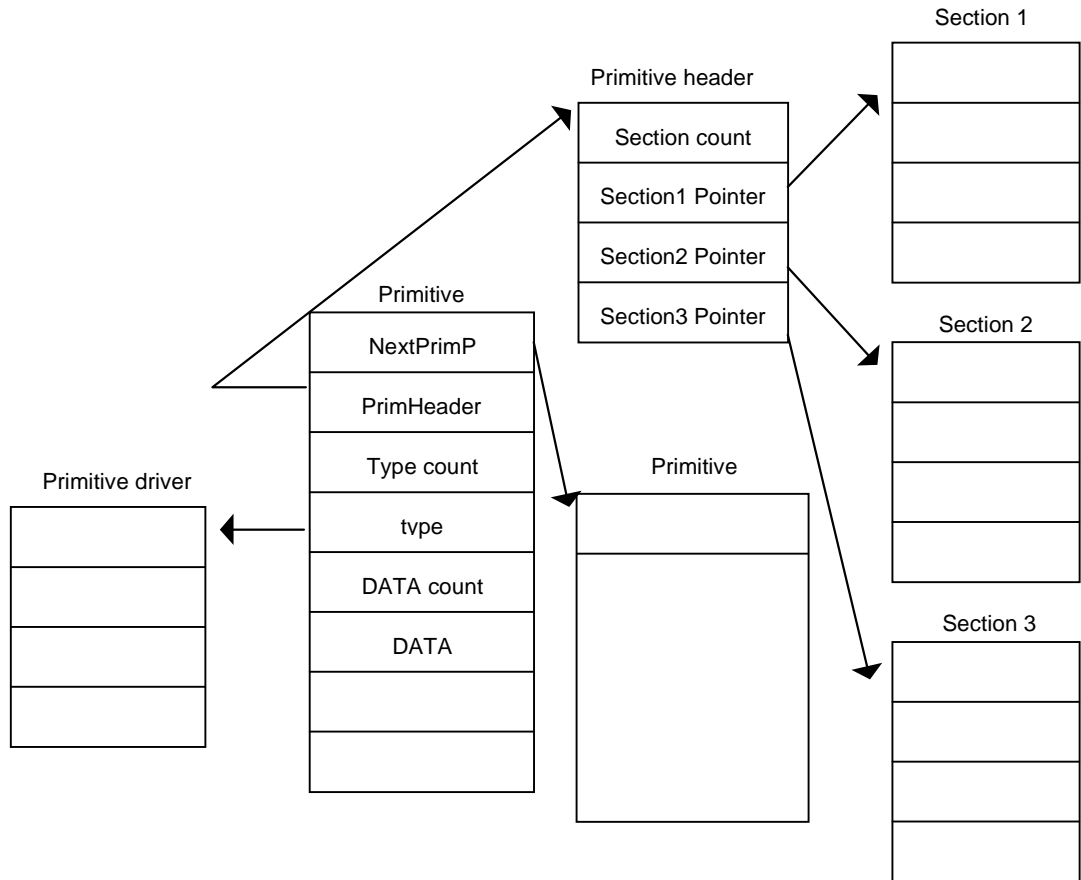 Section 1
Primitive header
Section count
Section1 Pointer
Section2 Pointer
Section3 Pointer
Primitive
NextPrimP
PrimHeader
Type count
type
DATA count
DATA
Primitive driver
Primitive
Section 2
Section 3